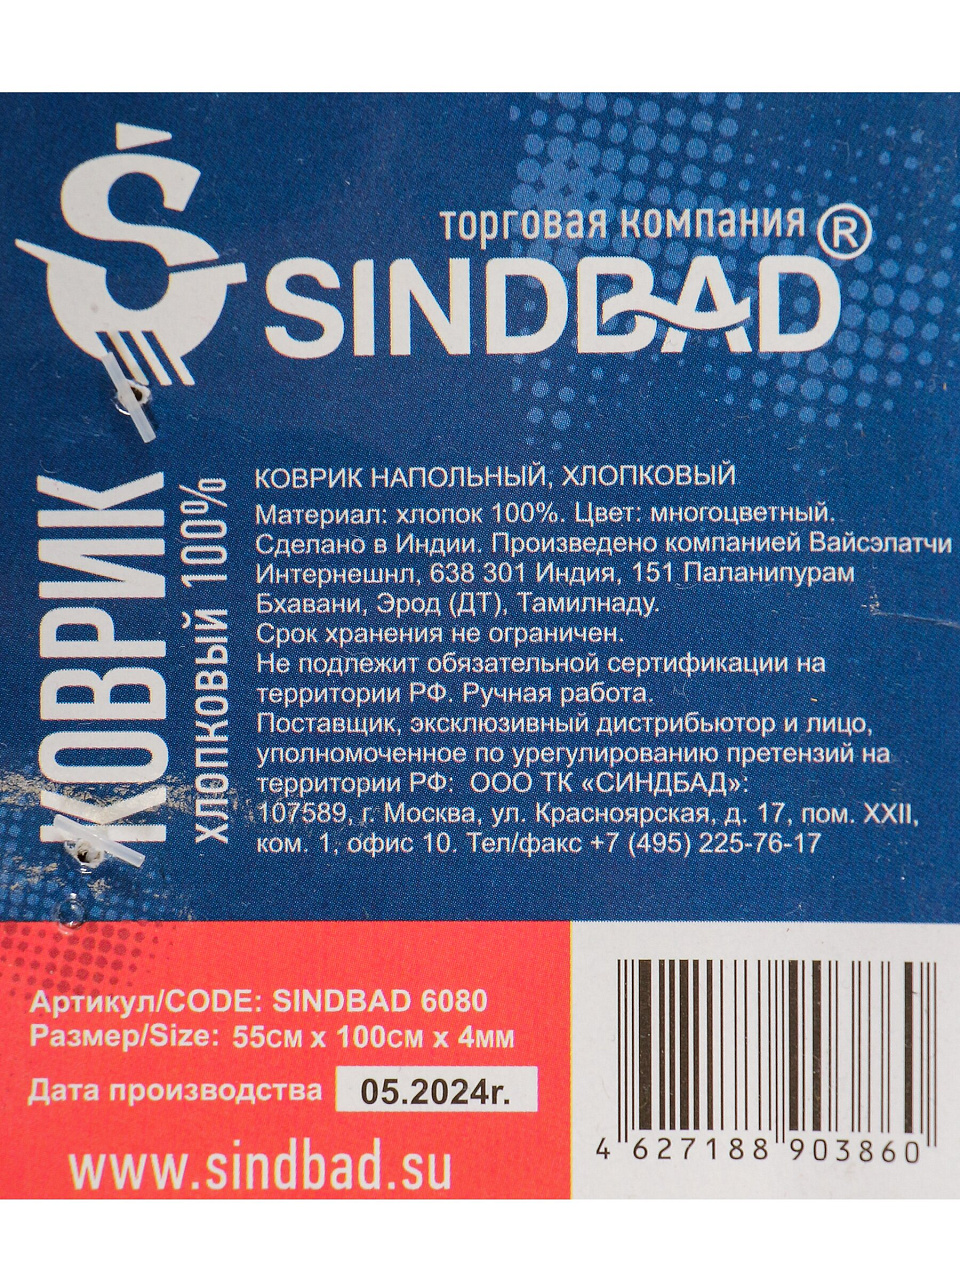 торговая компания ®
SINDBAD
КОВРИК
ХЛОПКОВЫЙ 100%
КОВРИК НАПОЛЬНЫЙ, ХЛОПКОВЫЙ
Материал: хлопок 100%. Цвет: многоцветный.
Сделано в Индии. Произведено компанией Вайсэлатчи
Интернешнл, 638 301 Индия, 151 Паланипурам
Бхавани, Эрод (ДТ), Тамилнаду.
Срок хранения не ограничен.
Не подлежит обязательной сертификации на
территории РФ. Ручная работа.
Поставщик, эксклюзивный дистрибьютор и лицо,
уполномоченное по урегулированию претензий на
территории РФ: ООО ТК «СИНДБАД»:
107589, г. Москва, ул. Красноярская, д. 17, пом. XXII,
ком. 1, офис 10. Тел/факс +7 (495) 225-76-17
Артикул/CODE: SINDBAD 6080
Размер/Size: 55см х 100см х 4мм
Дата производства 05.2024г.
www.sindbad.su
4 627188 903860